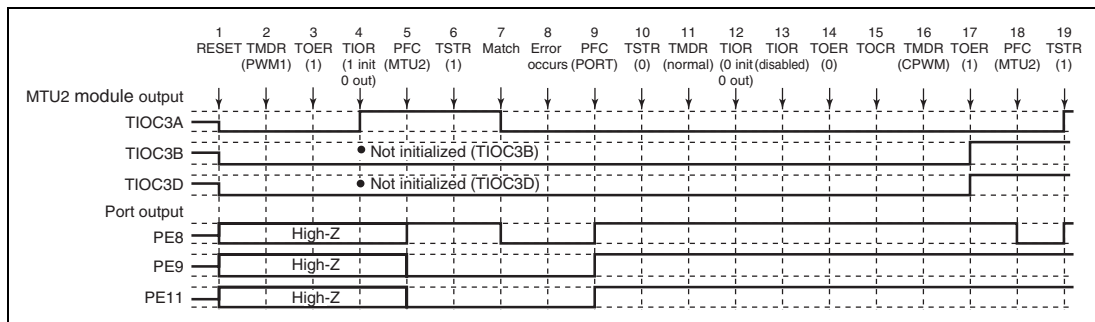 1 2 3 4 5 6 7 8 9 10 11 12 13 14 15 16 17 18 19
RESET TMDR TOER TIOR PFC TSTR Match Error PFC TSTR TMDR TIOR TIOR TOER TOCR TMDR TOER PFC TSTR
(PWM1) (1) (1 init (MTU2) (1) occurs (PORT) (0) (normal) (0 init (disabled) (0) (CPWM) (1) (MTU2) (1)
0 out) 0 out)
MTU2 module output
TIOC3A
TIOC3B ● Not initialized (TIOC3B)
TIOC3D ● Not initialized (TIOC3D)
Port output
PE8 High-Z
PE9 High-Z
PE11 High-Z